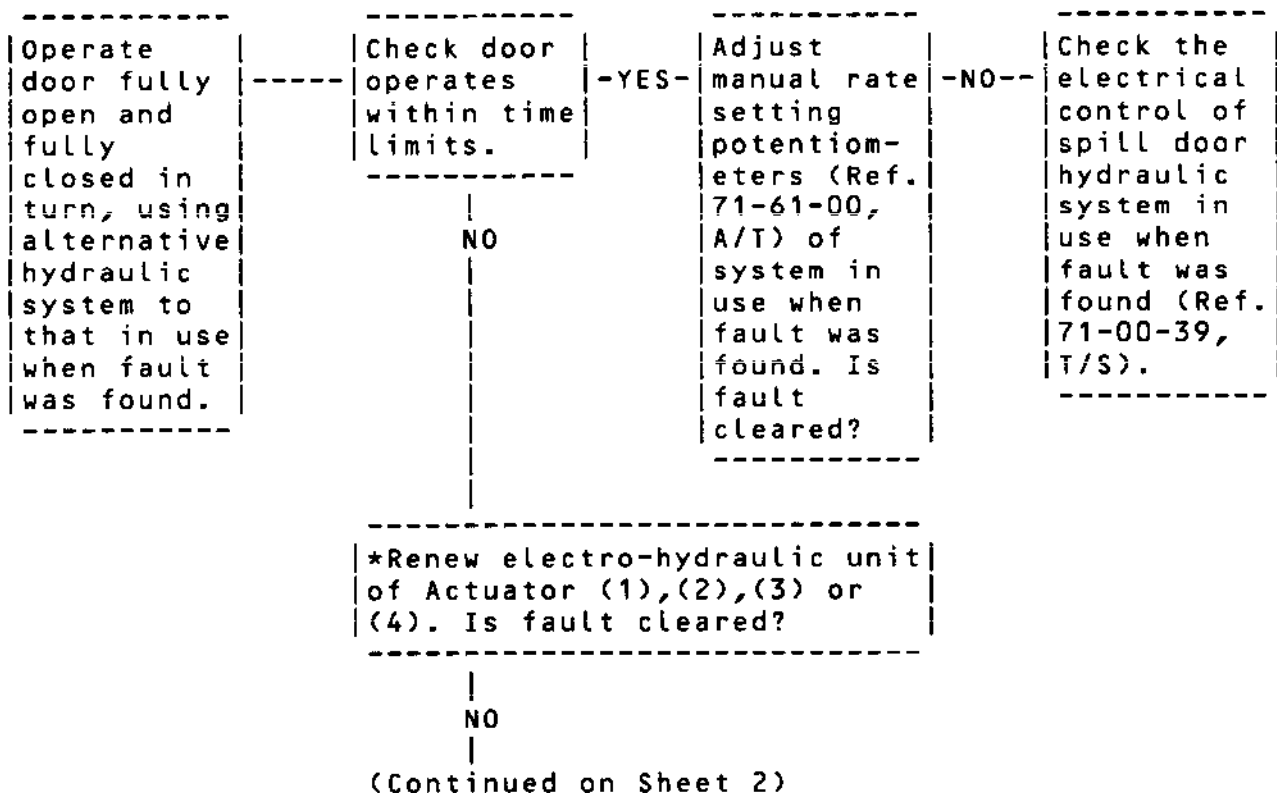 Operate
door fully
open and
fully
closed in
turn, using
alternative
hydraulic
system to
that in use
when fault
was found.
Check door
operates
within time
limits.
YES
Adjust
manual rate
setting
potentiom-
eters (Ref.
71-61-00,
A/T) of
system in
use when
fault was
found. Is
fault
cleared?
NO
Check the
electrical
control of
spill door
hydraulic
system in
use when
fault was
found (Ref.
71-00-39,
T/S).
NO
*Renew electro-hydraulic unit
of Actuator (1),(2),(3) or
(4). Is fault cleared?
NO
(Continued on Sheet 2)